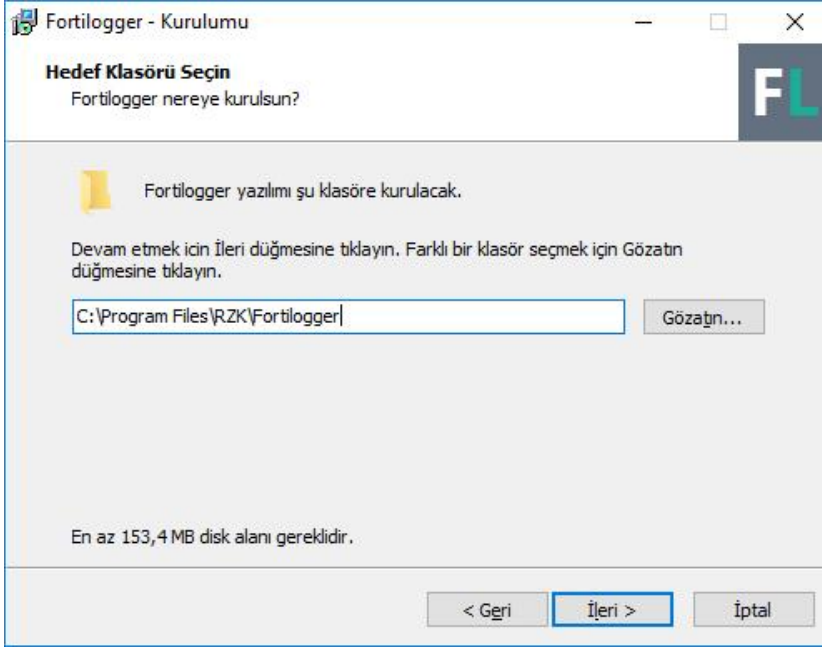 Fortilogger - Kurulumu
Hedef Klasörü Seçin
Fortilogger nereye kurulsun?
FL
Fortilogger yazılımı şu klasöre kurulacak.
Devam etmek icin İleri düğmesine tıklayın. Farklı bir klasör seçmek için Gözatın
düğmesine tıklayın.
C:\Program Files\RZK\Fortilogger
Gözatın...
En az 153,4 MB disk alanı gereklidir.
< Geri
İleri >
İptal